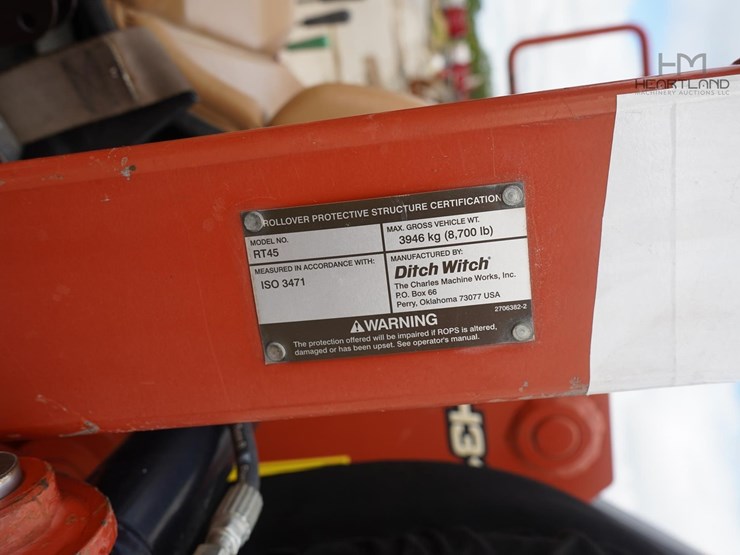 HM
HEARTLAND
MACHINERY AUCTIONS LLC
ROLLOVER PROTECTIVE STRUCTURE CERTIFICATION
MODEL NO.
RT45
MAX. GROSS VEHICLE WT.
3946 kg (8,700 lb)
MEASURED IN ACCORDANCE WITH:
ISO 3471
MANUFACTURED BY:
Ditch Witch®
The Charles Machine Works, Inc.
P.O. Box 66
Perry, Oklahoma 73077 USA
2706382-2
WARNING
The protection offered will be impaired if ROPS is altered,
damaged or has been upset. See operator's manual.